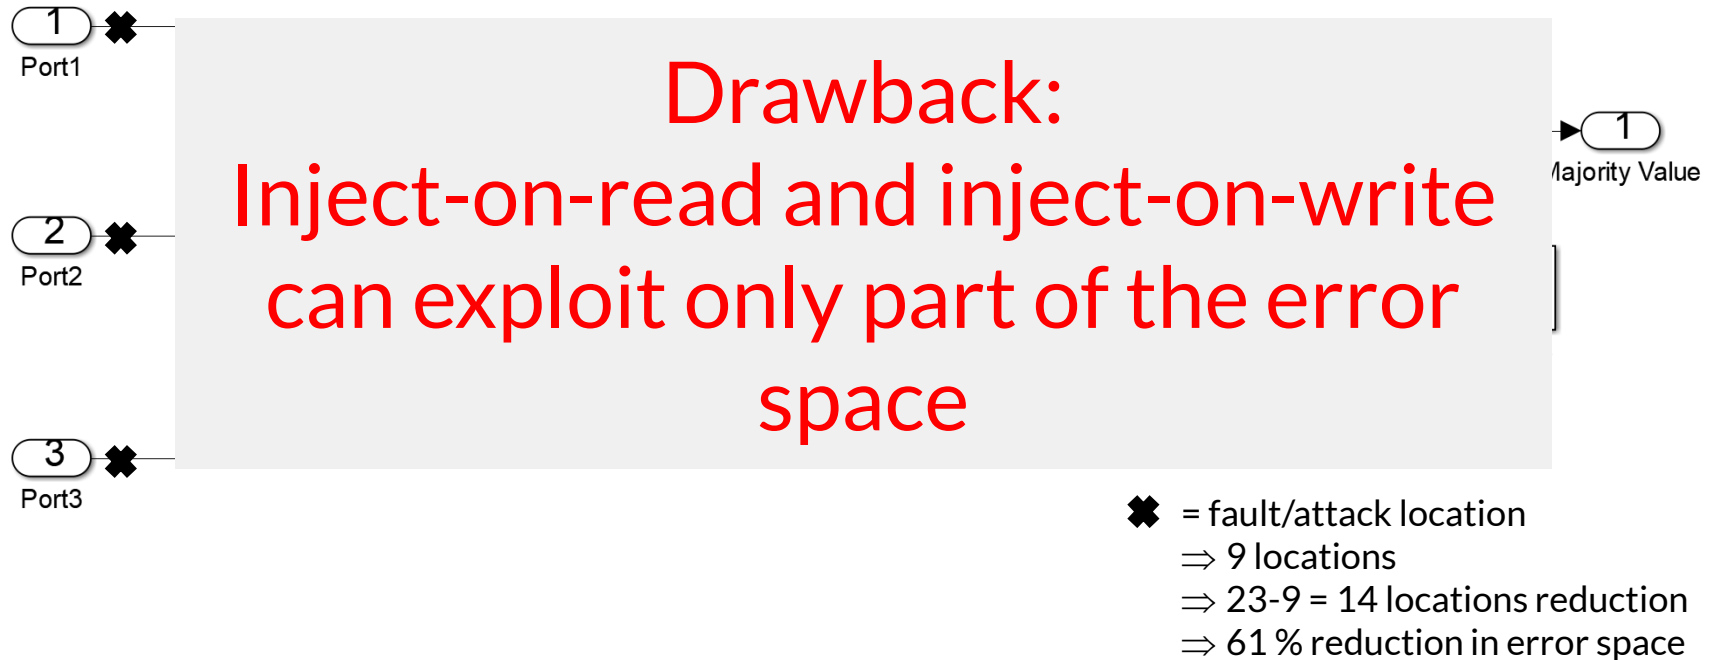 1
Port1
Drawback:
Inject-on-read and inject-on-write
can exploit only part of the error
space
1
Majority Value
2
Port2
3
Port3
= fault/attack location
⇒ 9 locations
⇒ 23-9 = 14 locations reduction
⇒ 61 % reduction in error space